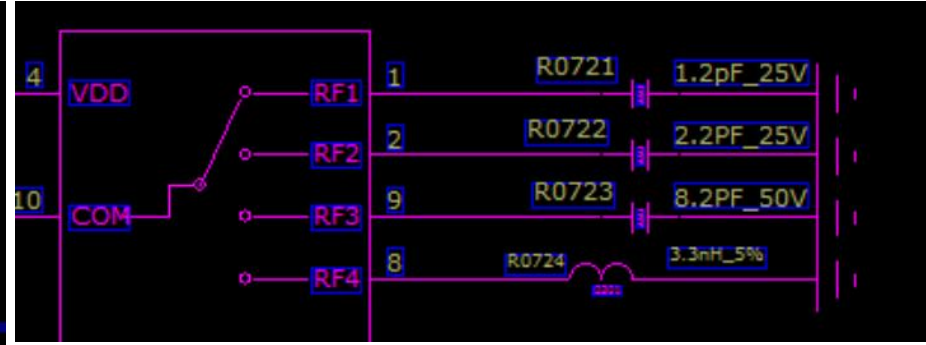 4 VDD RF1 1 R0721 1.2pF_25V
RF2 2 R0722 2.2PF_25V
10 COM RF3 9 R0723 8.2PF_50V
RF4 8 R0724 3.3nH_5%